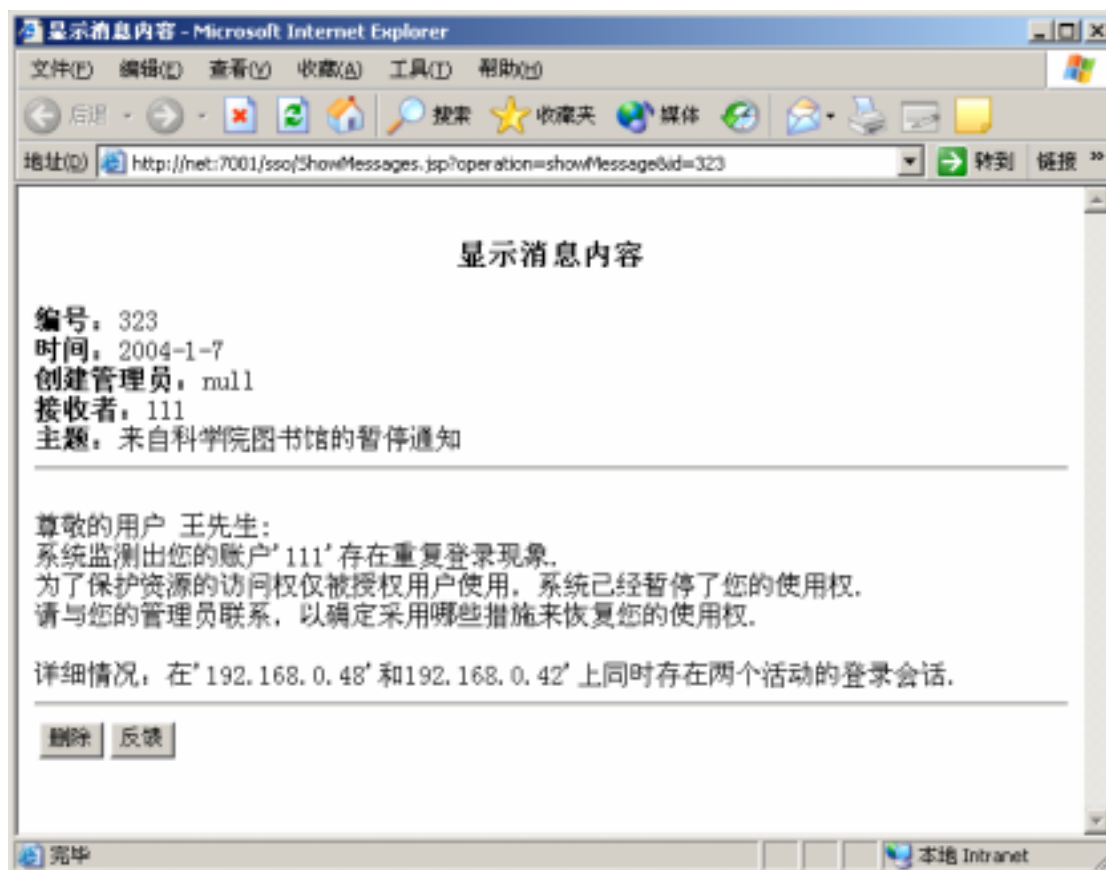 显示消息内容 - Microsoft Internet Explorer
文件(F) 编辑(E) 查看(V) 收藏(A) 工具(T) 帮助(H)
后退 搜索 收藏夹 媒体
地址(D) http://net:7001/sso/ShowMessages.jsp?operation=showMessage&id=323 转到 链接 »
显示消息内容
编号：323
时间：2004-1-7
创建管理员：null
接收者：111
主题：来自科学院图书馆的暂停通知
尊敬的用户 王先生:
系统监测出您的账户'111'存在重复登录现象.
为了保护资源的访问权仅被授权用户使用，系统已经暂停了您的使用权.
请与您的管理员联系，以确定采用哪些措施来恢复您的使用权.
详细情况：在'192.168.0.48'和192.168.0.42'上同时存在两个活动的登录会话.
删除 反馈
完毕 本地 Intranet